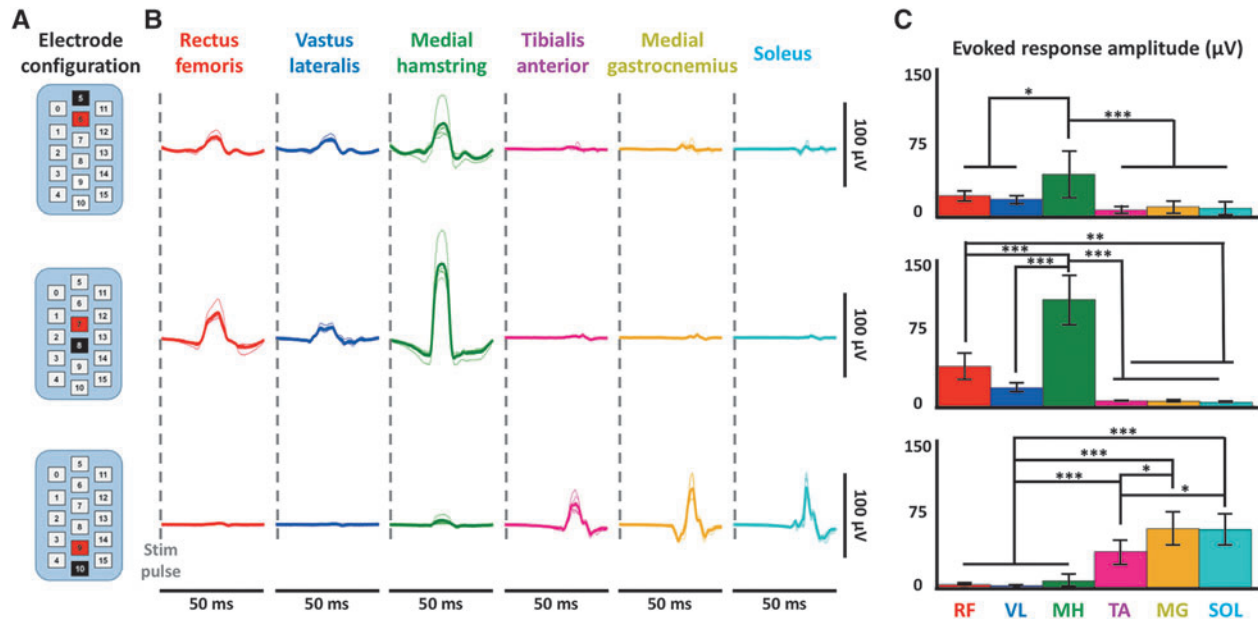 A
B
C
Electrode
configuration
Rectus
femoris
Vastus
lateralis
Medial
hamstring
Tibialis
anterior
Medial
gastrocnemius
Soleus
Evoked response amplitude (µV)
5
0 11
6
1 12
7
2 13
8
3 14
9
4 15
10
100 µV
150
75
0
*
***
5
0 11
6
1 12
7
2 13
8
3 14
9
4 15
10
100 µV
150
75
0
**
***
*** ***
5
0 11
6
1 12
7
2 13
8
3 14
9
4 15
10
100 µV
150
75
0
***
***
*** *
*
Stim
pulse
50 ms 50 ms 50 ms 50 ms 50 ms 50 ms
RF VL MH TA MG SOL